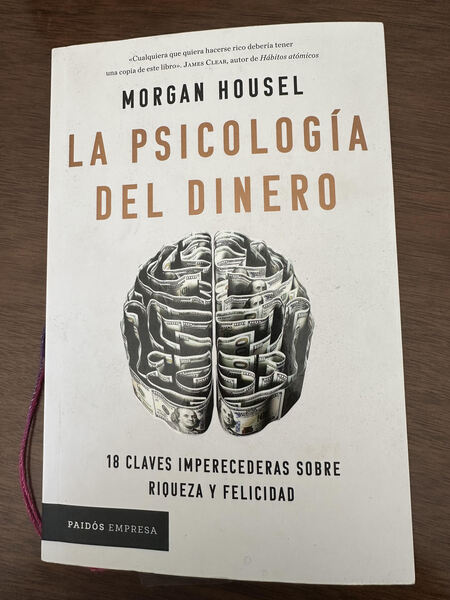 «Cualquiera que quiera hacerse rico debería tener
una copia de este libro». JAMES CLEAR, autor de Hábitos atómicos
MORGAN HOUSEL
LA PSICOLOGÍA
DEL DINERO
18 CLAVES IMPERECEDERAS SOBRE
RIQUEZA Y FELICIDAD
PAIDÓS EMPRESA